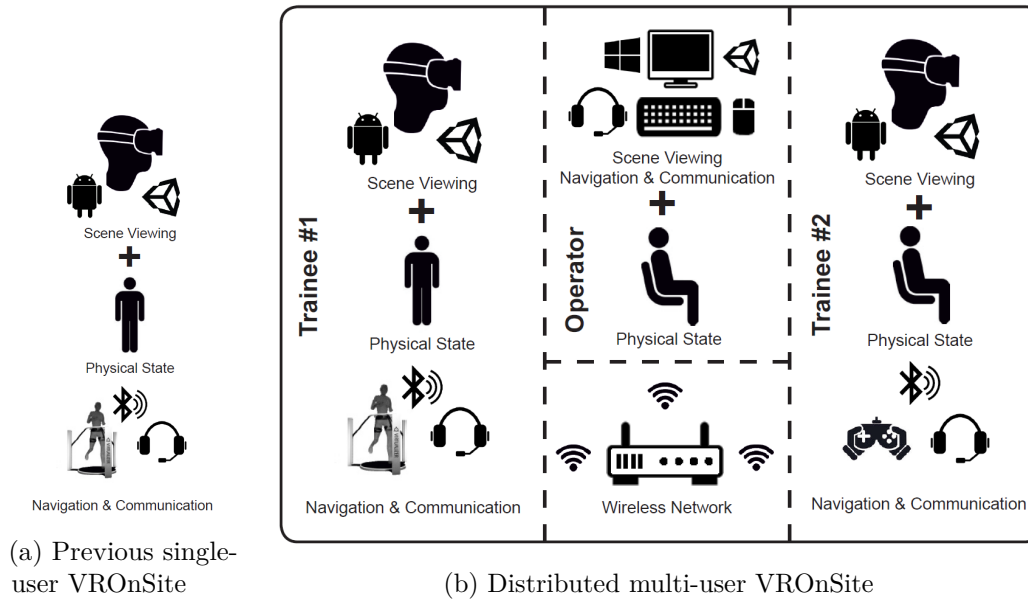 Scene Viewing
Physical State
Navigation & Communication
(a) Previous single-
user VROnSite
Trainee #1
Scene Viewing
Physical State
Navigation & Communication
Operator
Scene Viewing
Navigation & Communication
Physical State
Wireless Network
Trainee #2
Scene Viewing
Physical State
Navigation & Communication
(b) Distributed multi-user VROnSite